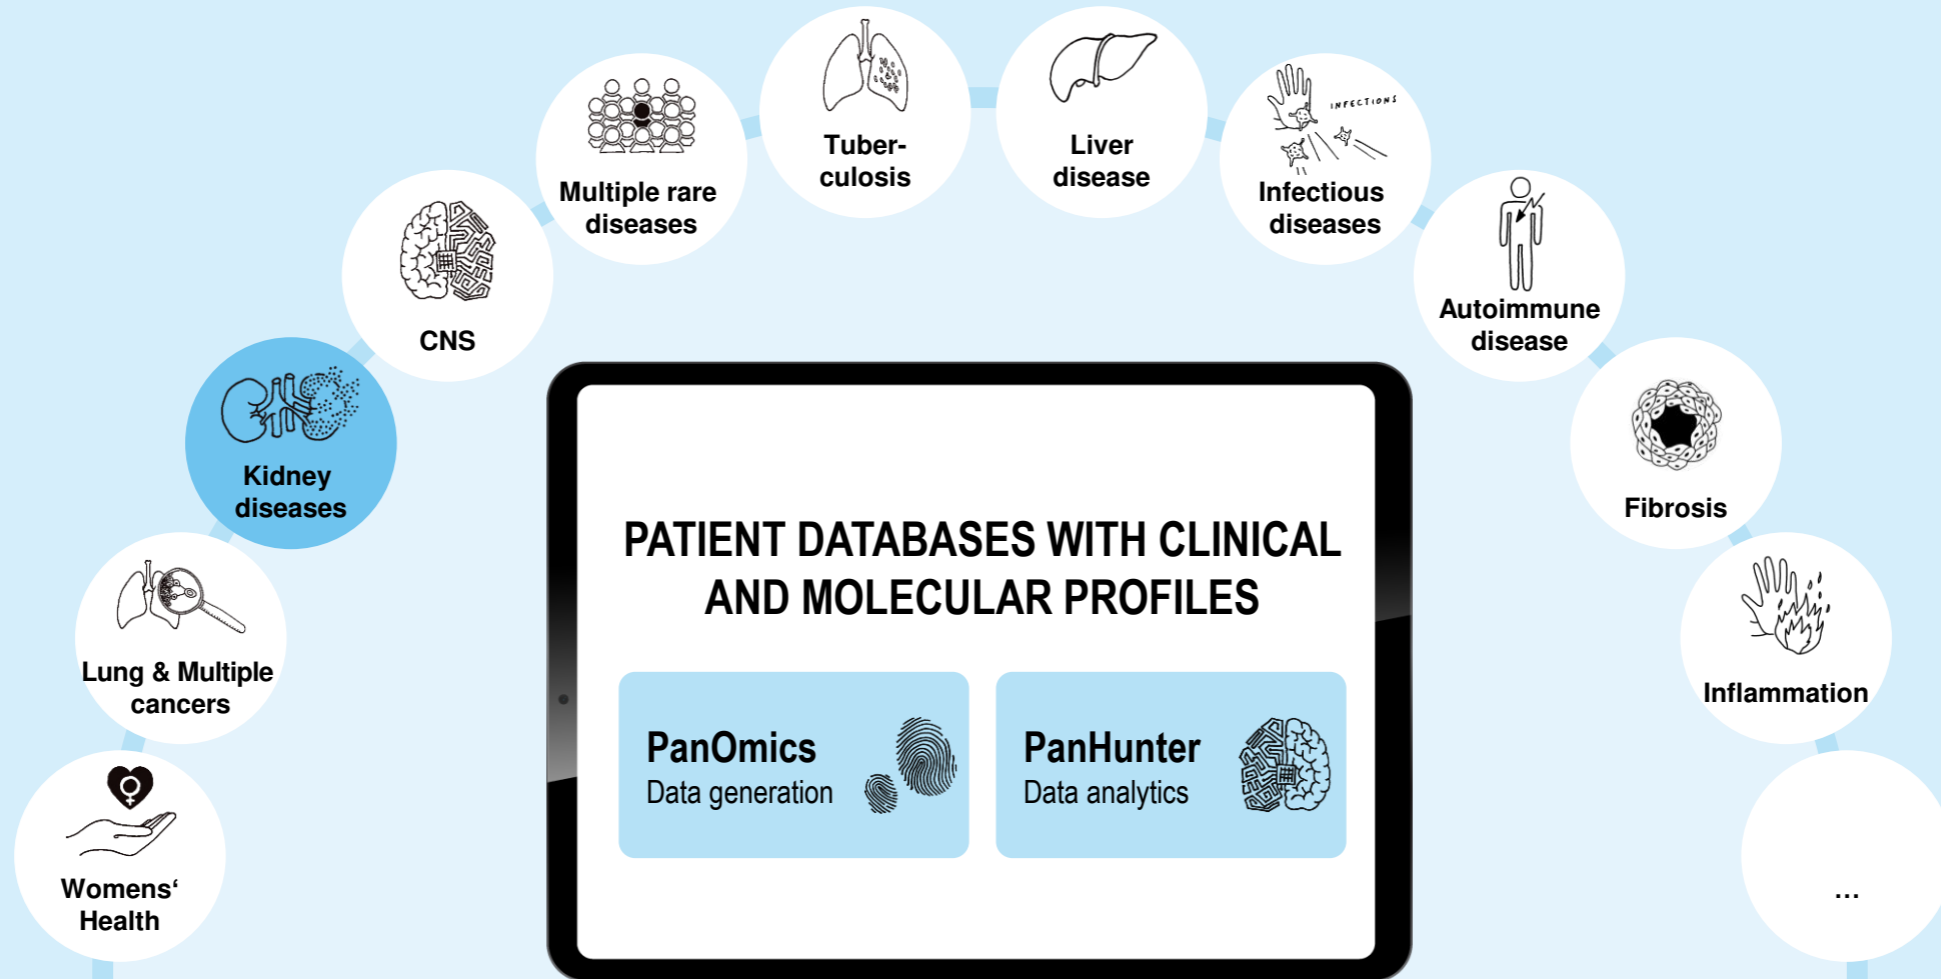 Tuber-
culosis
Liver
disease
INFECTIONS
Infectious
diseases
Multiple rare
diseases
Autoimmune
disease
CNS
Kidney
diseases
Fibrosis
Lung & Multiple
cancers
Inflammation
Womens‘
Health
...
PATIENT DATABASES WITH CLINICAL
AND MOLECULAR PROFILES
PanOmics
Data generation
PanHunter
Data analytics